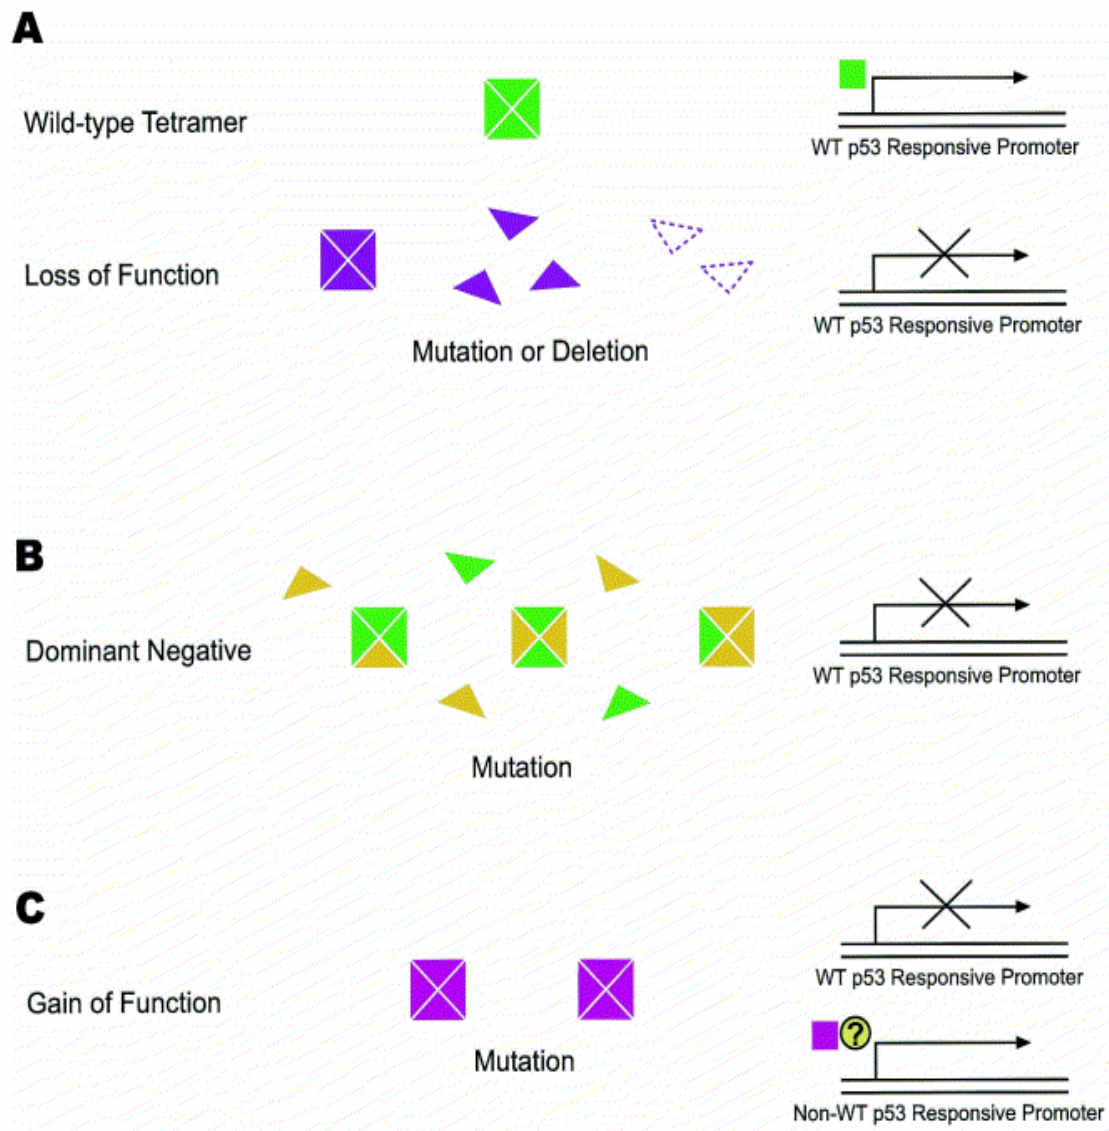 A
Wild-type Tetramer
WT p53 Responsive Promoter
Loss of Function
WT p53 Responsive Promoter
Mutation or Deletion
B
Dominant Negative
WT p53 Responsive Promoter
Mutation
C
WT p53 Responsive Promoter
Gain of Function
?
Mutation
Non-WT p53 Responsive Promoter